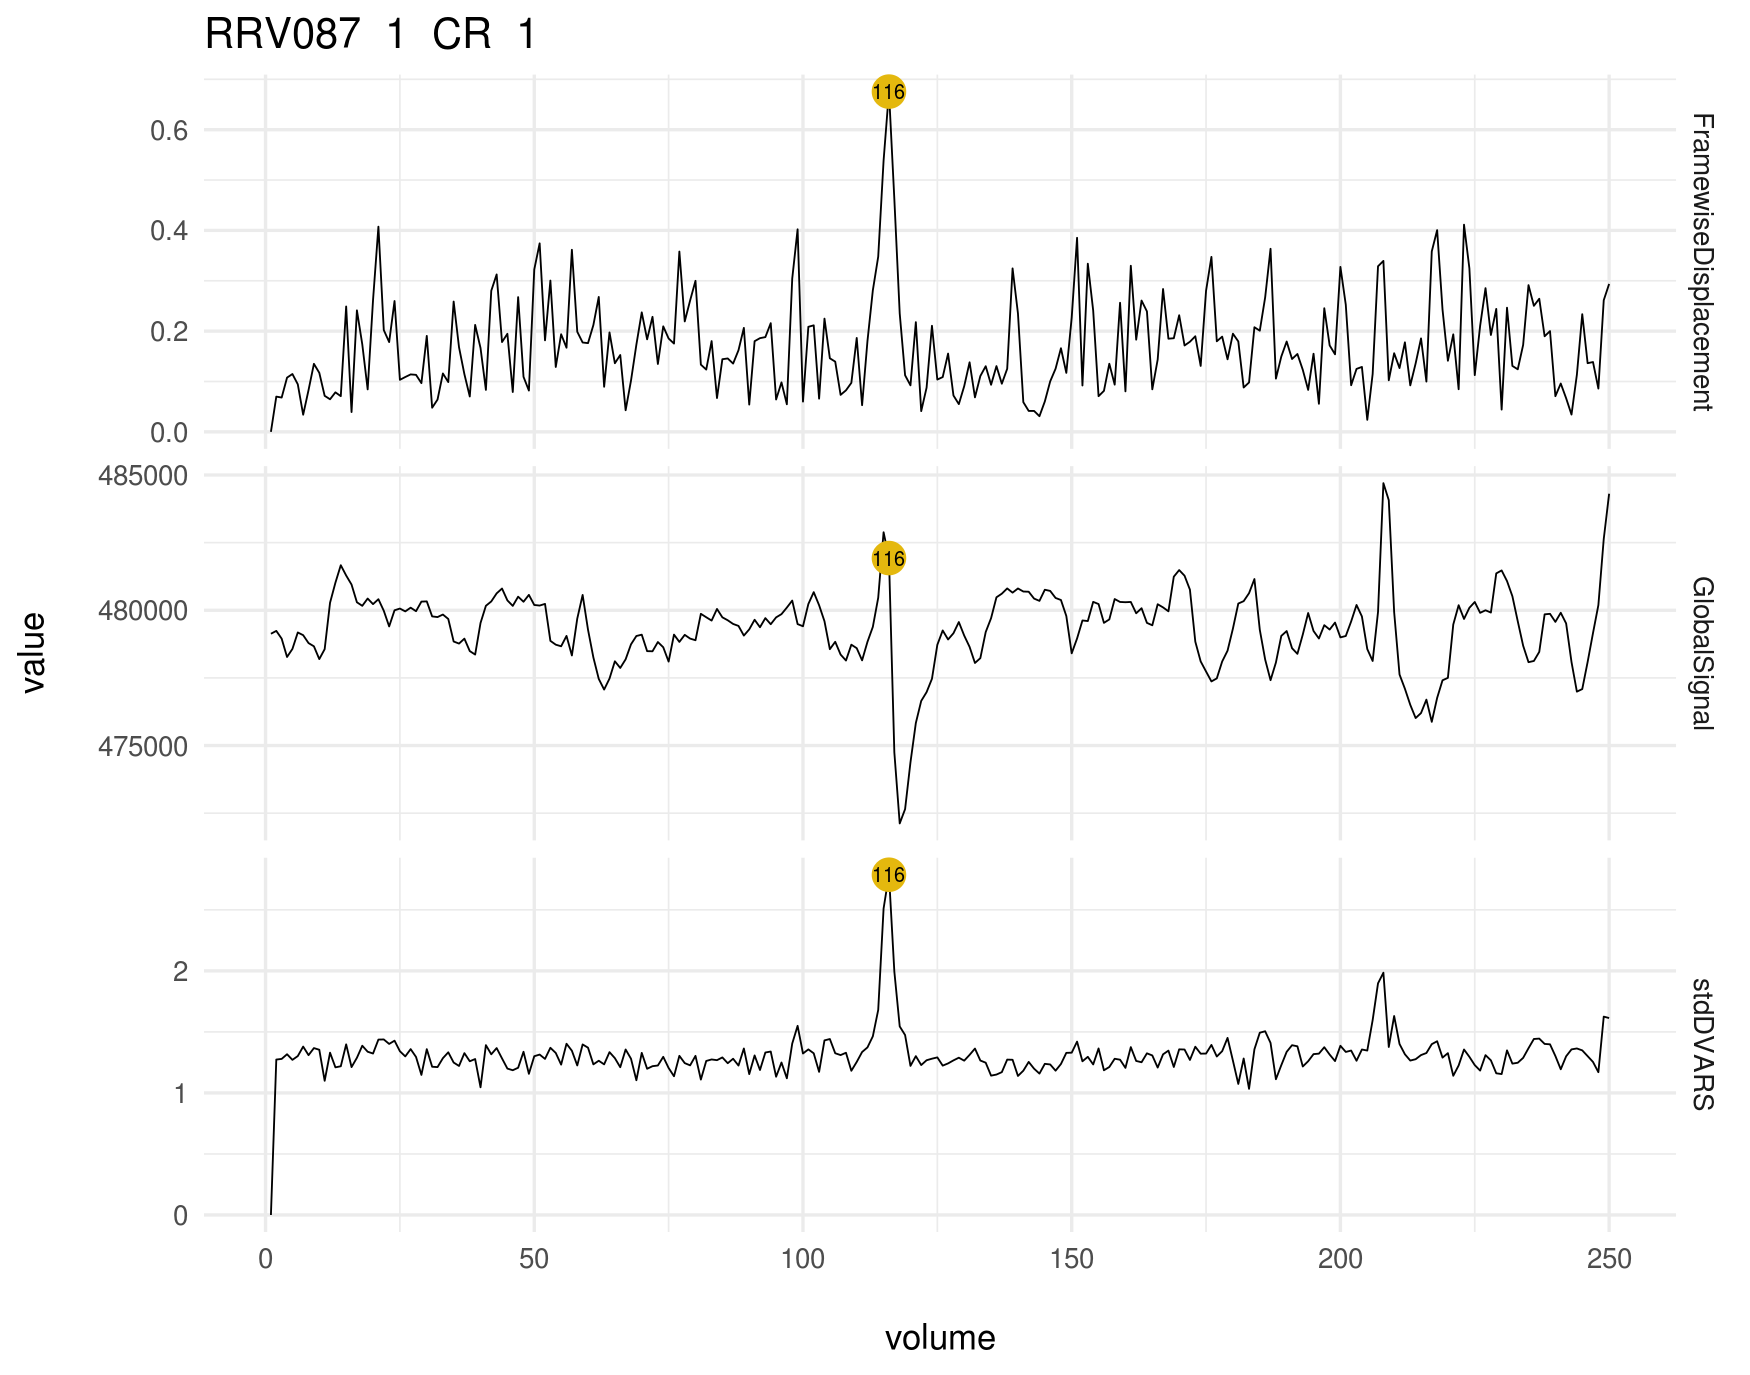 RRV087 1 CR 1
116
0.6
0.4
0.2
0.0
FramewiseDisplacement
485000
480000
475000
116
GlobalSignal
value
116
2
1
0
stdDVARS
0 50 100 150 200 250
volume